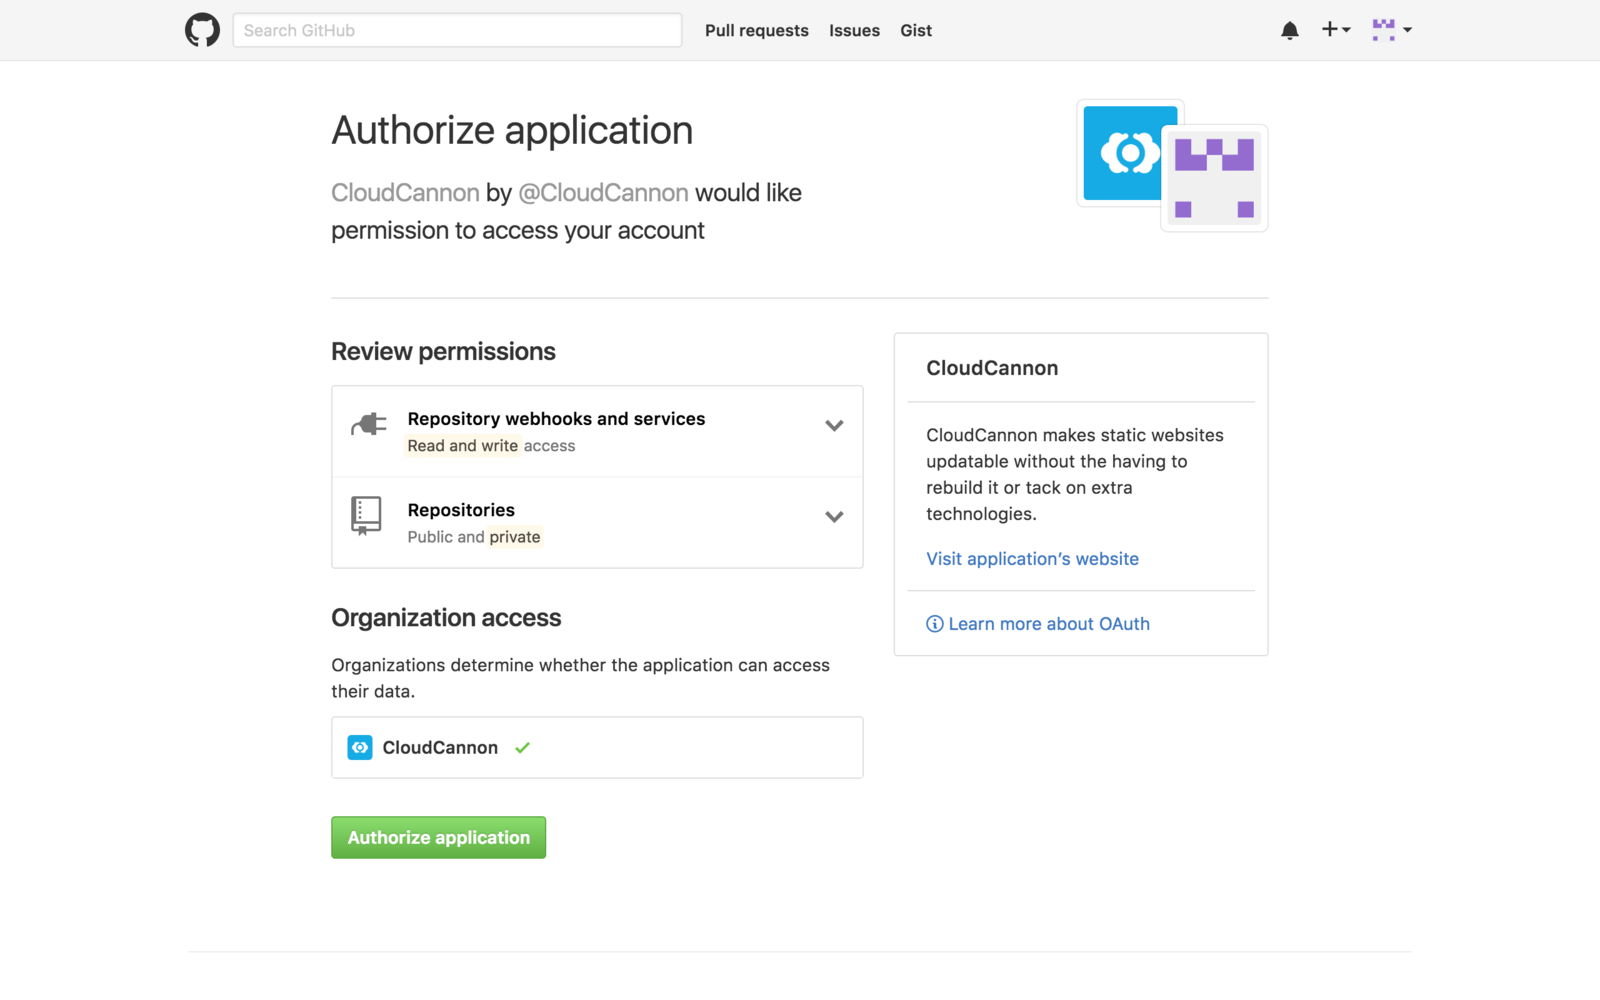 Search GitHub
Pull requests
Issues
Gist
Authorize application
CloudCannon by @CloudCannon would like
permission to access your account
Review permissions
Repository webhooks and services
Read and write access
Repositories
Public and private
Organization access
Organizations determine whether the application can access
their data.
CloudCannon
Authorize application
CloudCannon
CloudCannon makes static websites
updatable without the having to
rebuild it or tack on extra
technologies.
Visit application’s website
Learn more about OAuth